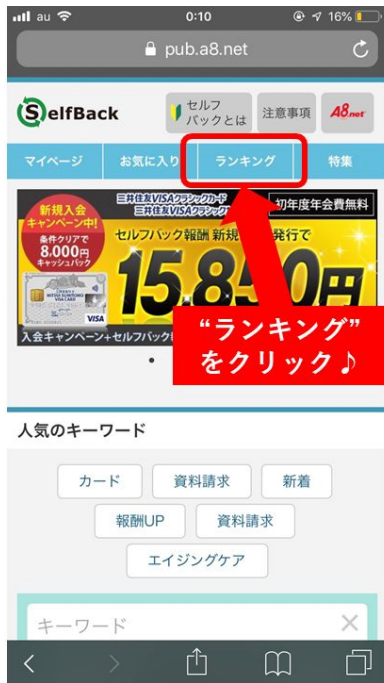 au 0:10 16%
pub.a8.net
SelfBack
セルフ
バックとは
注意事項
A8.net
マイページ お気に入り ランキング 特集
新規入会
キャンペーン中!
条件クリアで
8,000円
キャッシュバック
三井住友VISAクラシックカード
三井住友VISAクラシック
初年度年会費無料
セルフバック報酬 新規 発行で
15,850円
VISA
入会キャンペーン+セルフバック
“ランキング”
をクリック♪
人気のキーワード
カード 資料請求 新着
報酬UP 資料請求
エイジングケア
キーワード